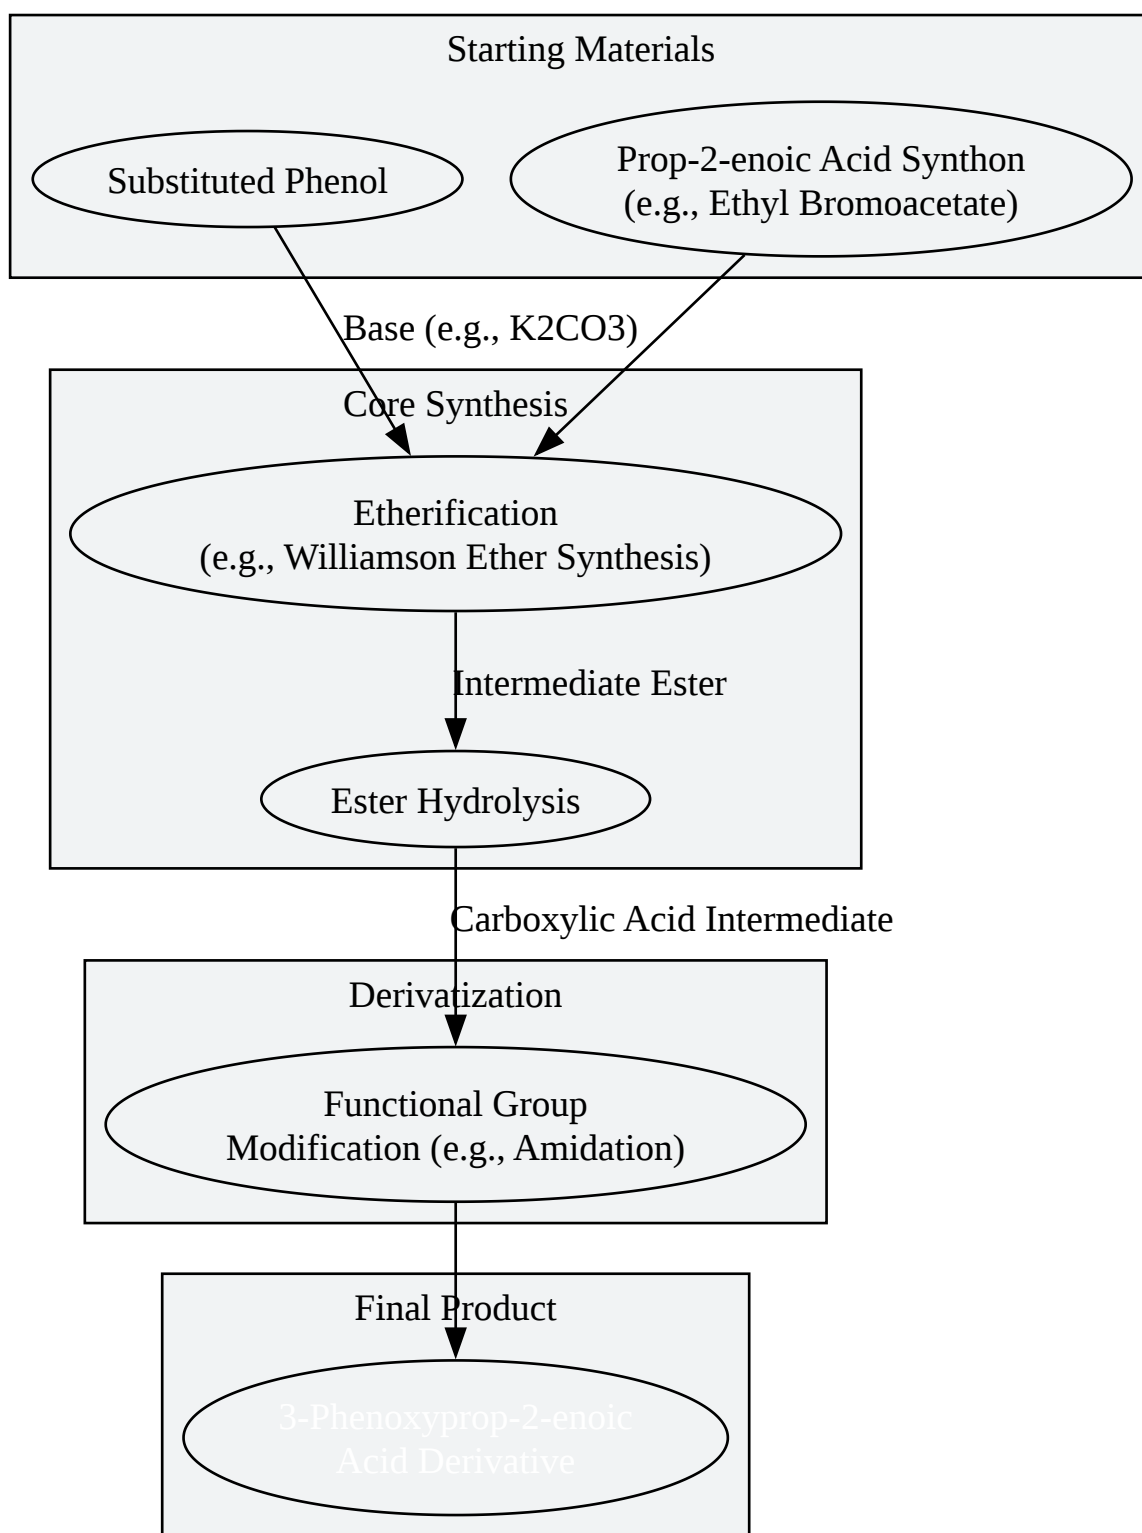 Starting Materials
Substituted Phenol
Prop-2-enoic Acid Synthon
(e.g., Ethyl Bromoacetate)
Base (e.g., K2CO3)
Core Synthesis
Etherification
(e.g., Williamson Ether Synthesis)
Intermediate Ester
Ester Hydrolysis
Carboxylic Acid Intermediate
Derivatization
Functional Group
Modification (e.g., Amidation)
Final Product
3-Phenoxyprop-2-enoic
Acid Derivative